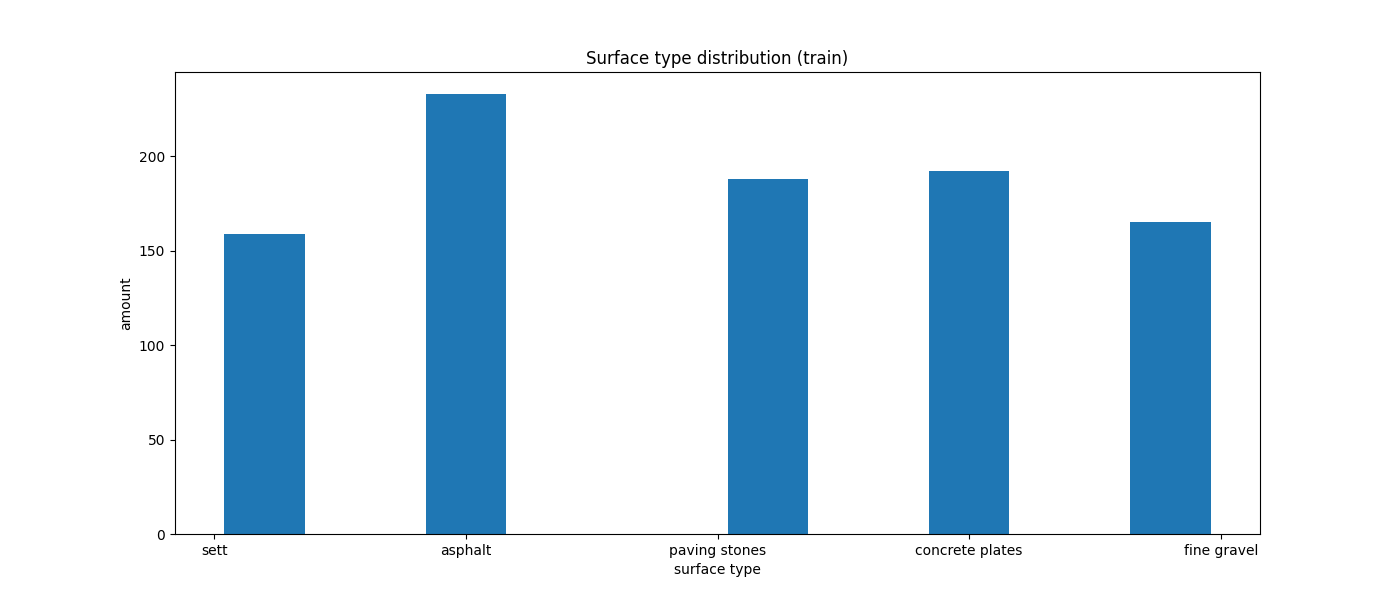 Surface type distribution (train)
200
150
100
50
0
amount
sett
asphalt
paving stones
concrete plates
fine gravel
surface type